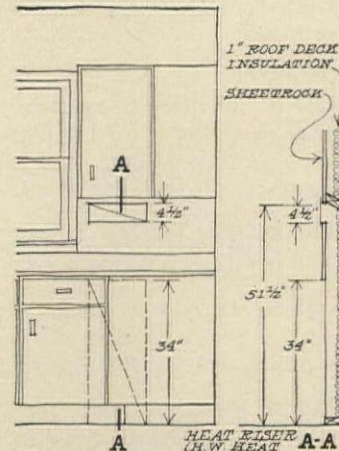 1" ROOF DECK
INSULATION
SHEETROCK
A
4½"
4½"
51½"
34"
34"
A
HEAT RISER
(H.W. HEAT
A-A